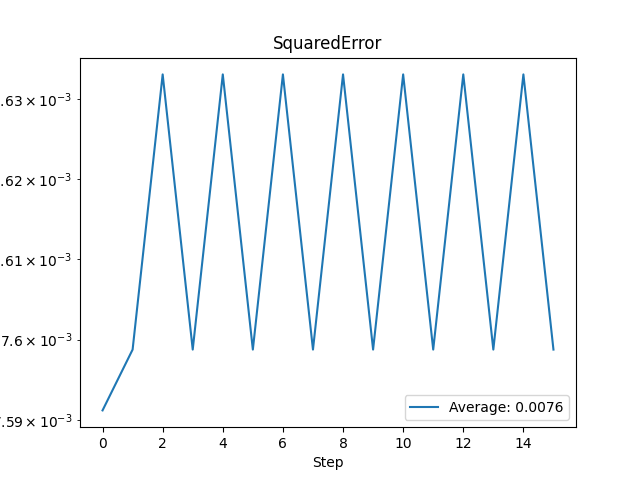 SquaredError
.63 × 10⁻³
.62 × 10⁻³
.61 × 10⁻³
7.6 × 10⁻³
.59 × 10⁻³
Average: 0.0076
0 2 4 6 8 10 12 14
Step